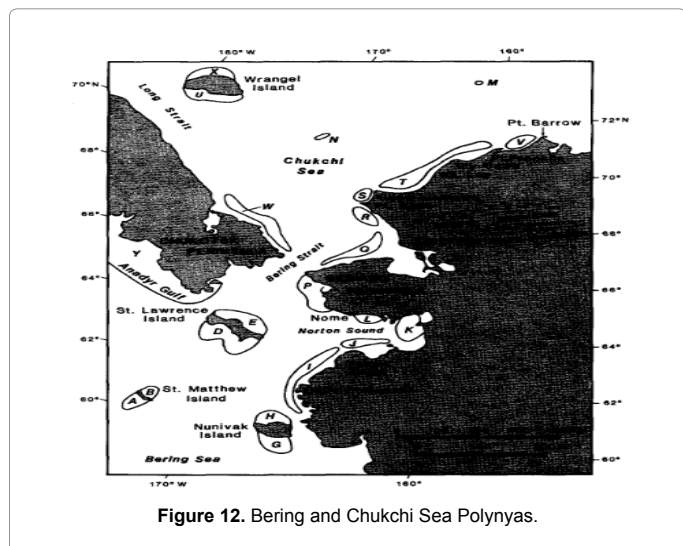 160° W
170°
160°
X
Wrangel
Island
70°N
U
M
Long Strait
Pt. Barrow
72°N
N
V
68°
Chukchi
Sea
T
70°
S
W
66°
R
68°
Bering Strait
Q
Y
64°
Anadyr Gulf
P
66°
St. Lawrence
Island
E
Nome
L
62°
D
Norton Sound
K
J
64°
I
St. Matthew
Island
B
A
60°
62°
Nunivak
Island
H
G
Bering Sea
60°
170° W
160°
Figure 12. Bering and Chukchi Sea Polynyas.